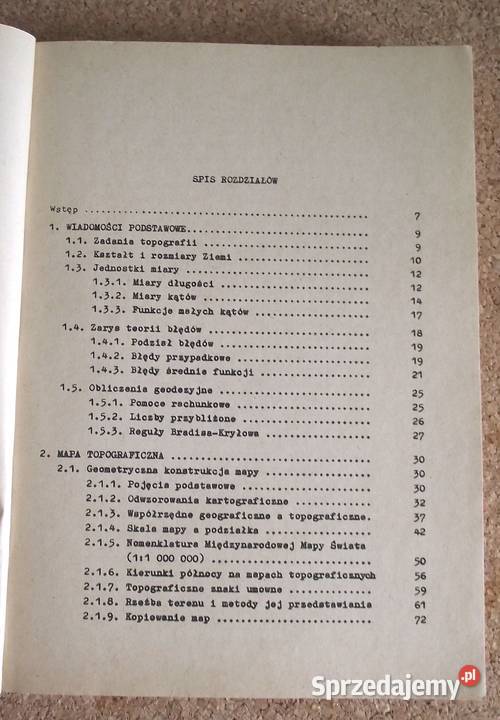 SPIS ROZDZIAŁÓW
Wstęp ................................................ 7
1. WIADOMOŚCI PODSTAWOWE.............................. 9
1.1. Zadania topografii ............................ 9
1.2. Kształt i rozmiary Ziemi ...................... 10
1.3. Jednostki miary ............................... 12
1.3.1. Miary długości .......................... 12
1.3.2. Miary kątów ............................. 14
1.3.3. Funkcje małych kątów .................... 17
1.4. Zarys teorii błędów ........................... 18
1.4.1. Podział błędów .......................... 19
1.4.2. Błędy przypadkowe ....................... 19
1.4.3. Błędy średnie funkcji ................... 21
1.5. Obliczenia geodezyjne ......................... 25
1.5.1. Pomoce rachunkowe ....................... 25
1.5.2. Liczby przybliżone ...................... 26
1.5.3. Reguły Bradisa-Kryłowa .................. 27
2. MAPA TOPOGRAFICZNA ................................ 30
2.1. Geometryczna konstrukcja mapy ................. 30
2.1.1. Pojęcia podstawowe ...................... 30
2.1.2. Odwzorowania kartograficzne ............. 32
2.1.3. Współrzędne geograficzne a topograficzne. 37
2.1.4. Skala mapy a podziałka .................. 42
2.1.5. Nomenklatura Międzynarodowej Mapy Świata
(1:1 000 000) ........................... 50
2.1.6. Kierunki północy na mapach topograficznych 56
2.1.7. Topograficzne znaki umowne .............. 59
2.1.8. Rzeźba terenu i metody jej przedstawiania 61
2.1.9. Kopiowanie map .......................... 72
Sprzedajemy.pl